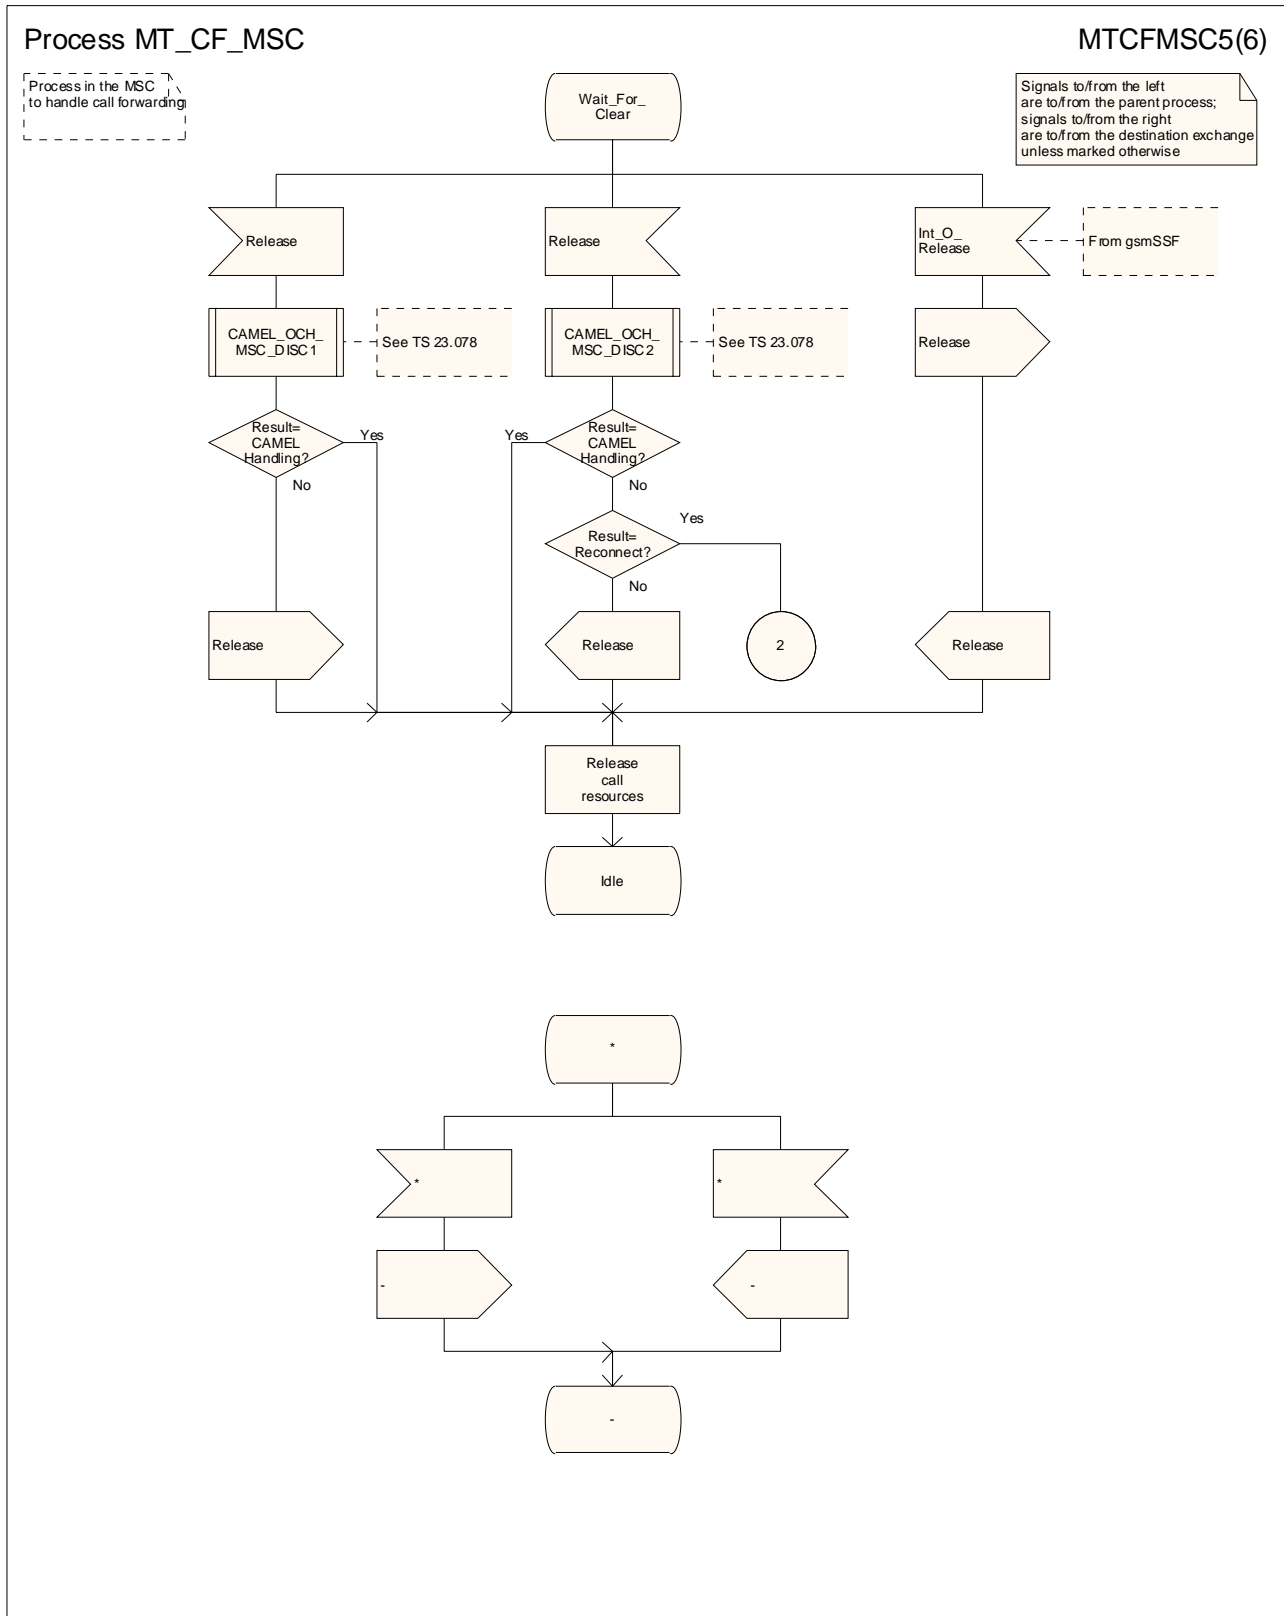 Process MT_CF_MSC
MTCFMSC5(6)
Process in the MSC
to handle call forwarding
Signals to/from the left
are to/from the parent process;
signals to/from the right
are to/from the destination exchange
unless marked otherwise
Wait_For_
Clear
Release
Release
Int_O_
Release
From gsmSSF
CAMEL_OCH_
MSC_DISC1
See TS 23.078
CAMEL_OCH_
MSC_DISC2
See TS 23.078
Release
Result=
CAMEL
Handling?
Yes
No
Yes
Result=
CAMEL
Handling?
No
Result=
Reconnect?
Yes
No
Release
Release
2
Release
Release
call
resources
Idle
*
*
*
-
-
-